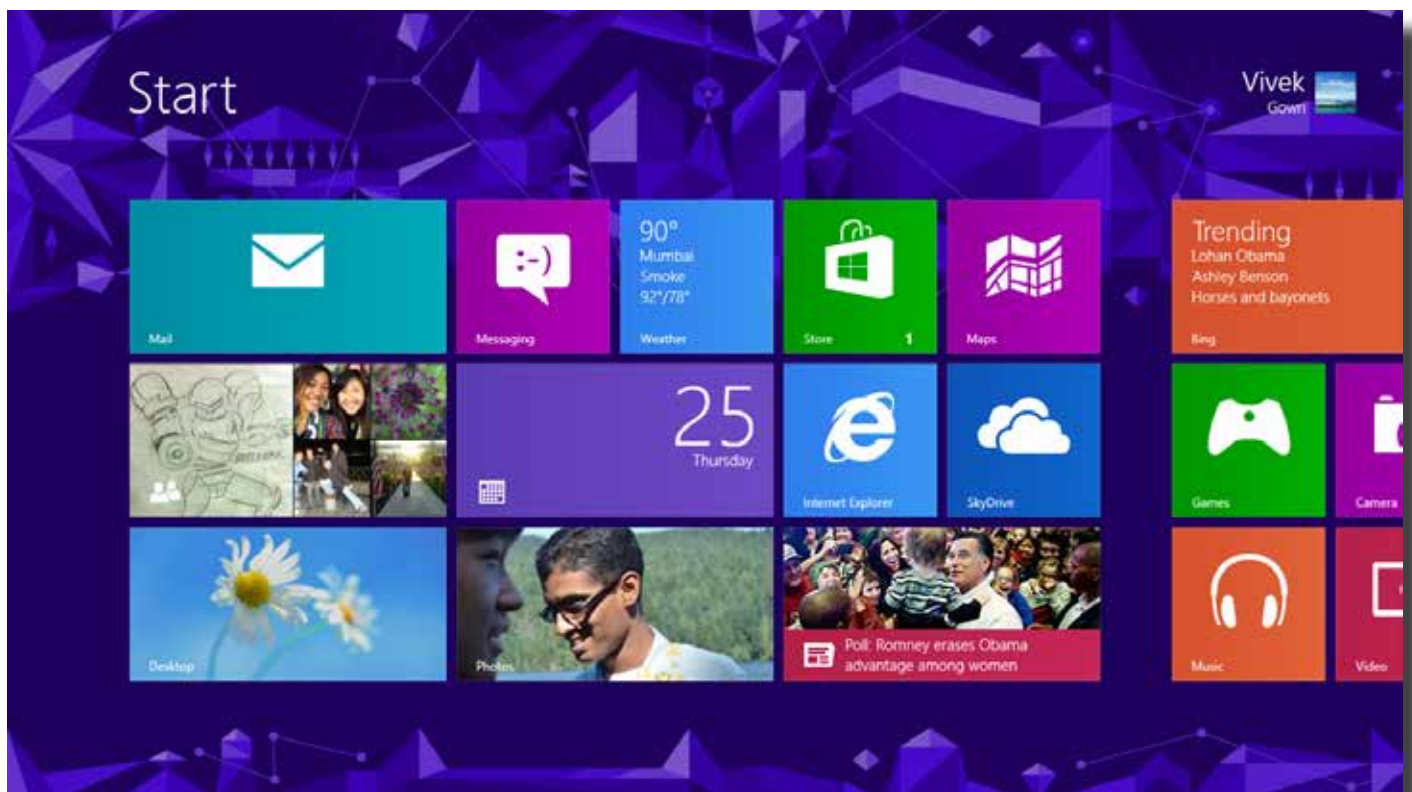 Start
Vivek
Gowri
Mail
:-)
Messaging
90°
Mumbai
Smoke
92°/78°
Weather
Store 1
Maps
Trending
Lohan Obama
Ashley Benson
Horses and bayonets
Bing
25
Thursday
Internet Explorer
SkyDrive
Games
Camera
Desktop
Photos
Poll: Romney erases Obama
advantage among women
Music
Video